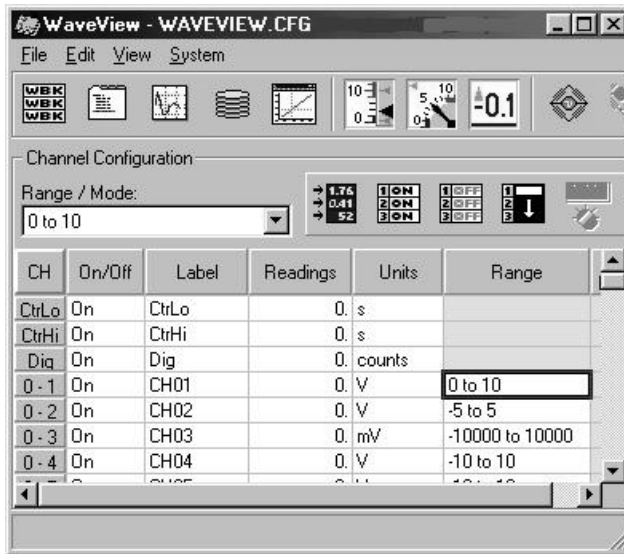 WaveView - WAVEVIEW.CFG
File Edit View System
WBK
WBK
WBK
10
0
5
10
0
-0.1
Channel Configuration
Range / Mode:
0 to 10
1.76
0.41
52
1 ON
2 ON
3 ON
1 OFF
2 OFF
3 OFF
1
2
3
CH On/Off Label Readings Units Range
CtrLo On CtrLo 0. s
CtrHi On CtrHi 0. s
Dig On Dig 0. counts
0 - 1 On CH01 0. V 0 to 10
0 - 2 On CH02 0. V -5 to 5
0 - 3 On CH03 0. mV -10000 to 10000
0 - 4 On CH04 0. V -10 to 10